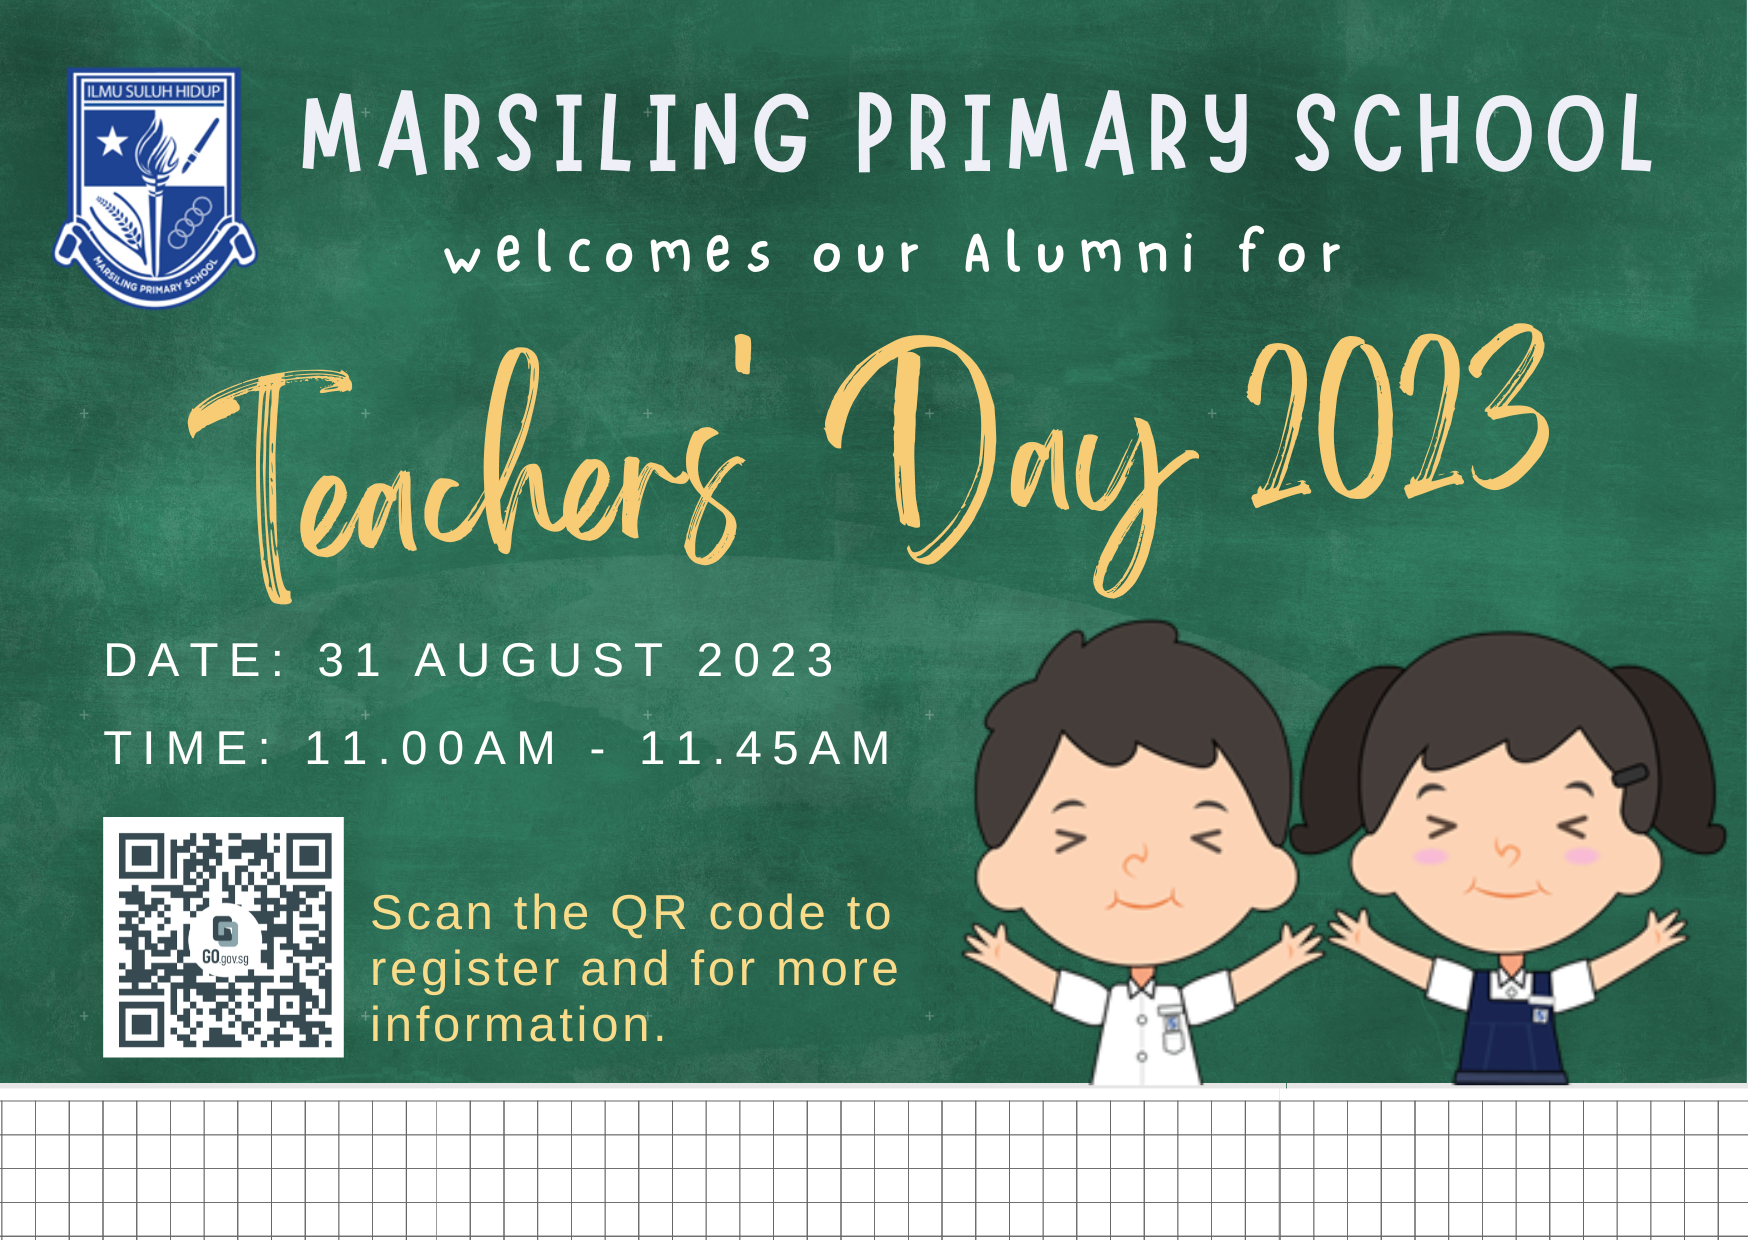 ILMU SULUH HIDUP
MARSILING PRIMARY SCHOOL
MARSILING PRIMARY SCHOOL
welcomes our Alumni for
Teachers' Day 2023
DATE: 31 AUGUST 2023
TIME: 11.00AM - 11.45AM
GO.gov.sg
Scan the QR code to
register and for more
information.